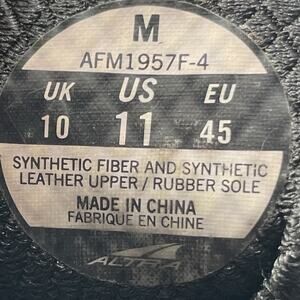 M
AFM1957F-4
UK US EU
10 11 45
SYNTHETIC FIBER AND SYNTHETIC
LEATHER UPPER / RUBBER SOLE
MADE IN CHINA
FABRIQUE EN CHINE
ALTRA